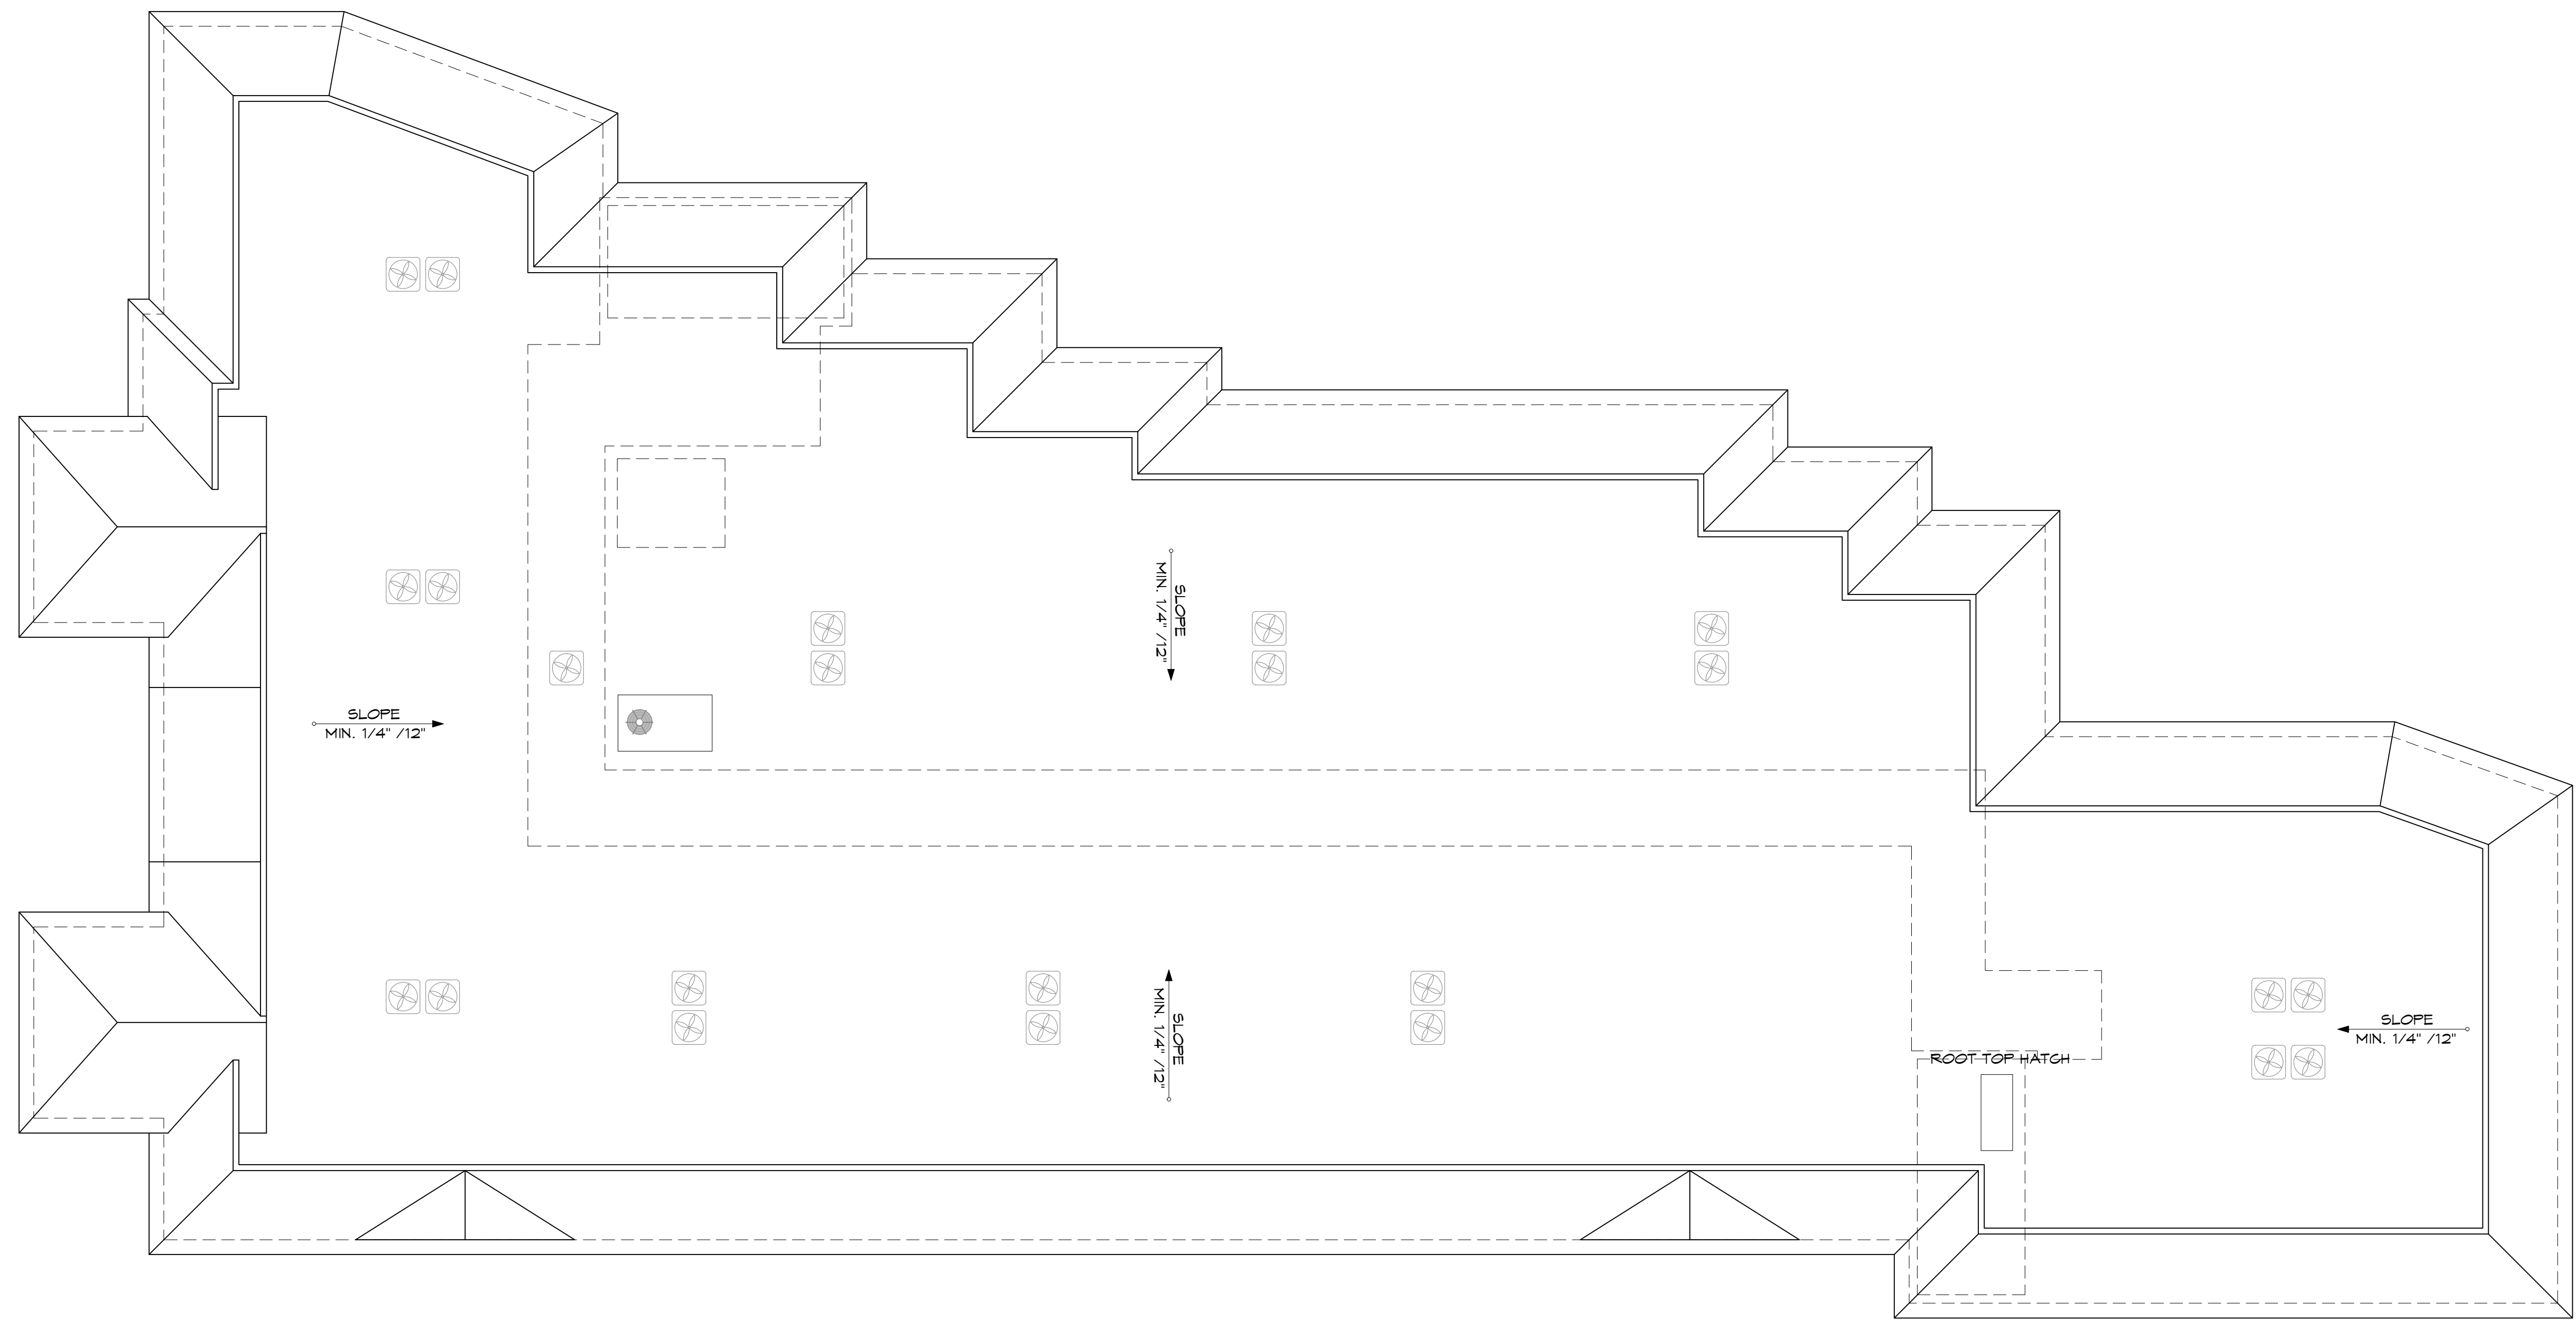 SLOPE
MIN. 1/4" /12"
SLOPE
MIN. 1/4" /12"
SLOPE
MIN. 1/4" /12"
SLOPE
MIN. 1/4" /12"
ROOT TOP HATCH